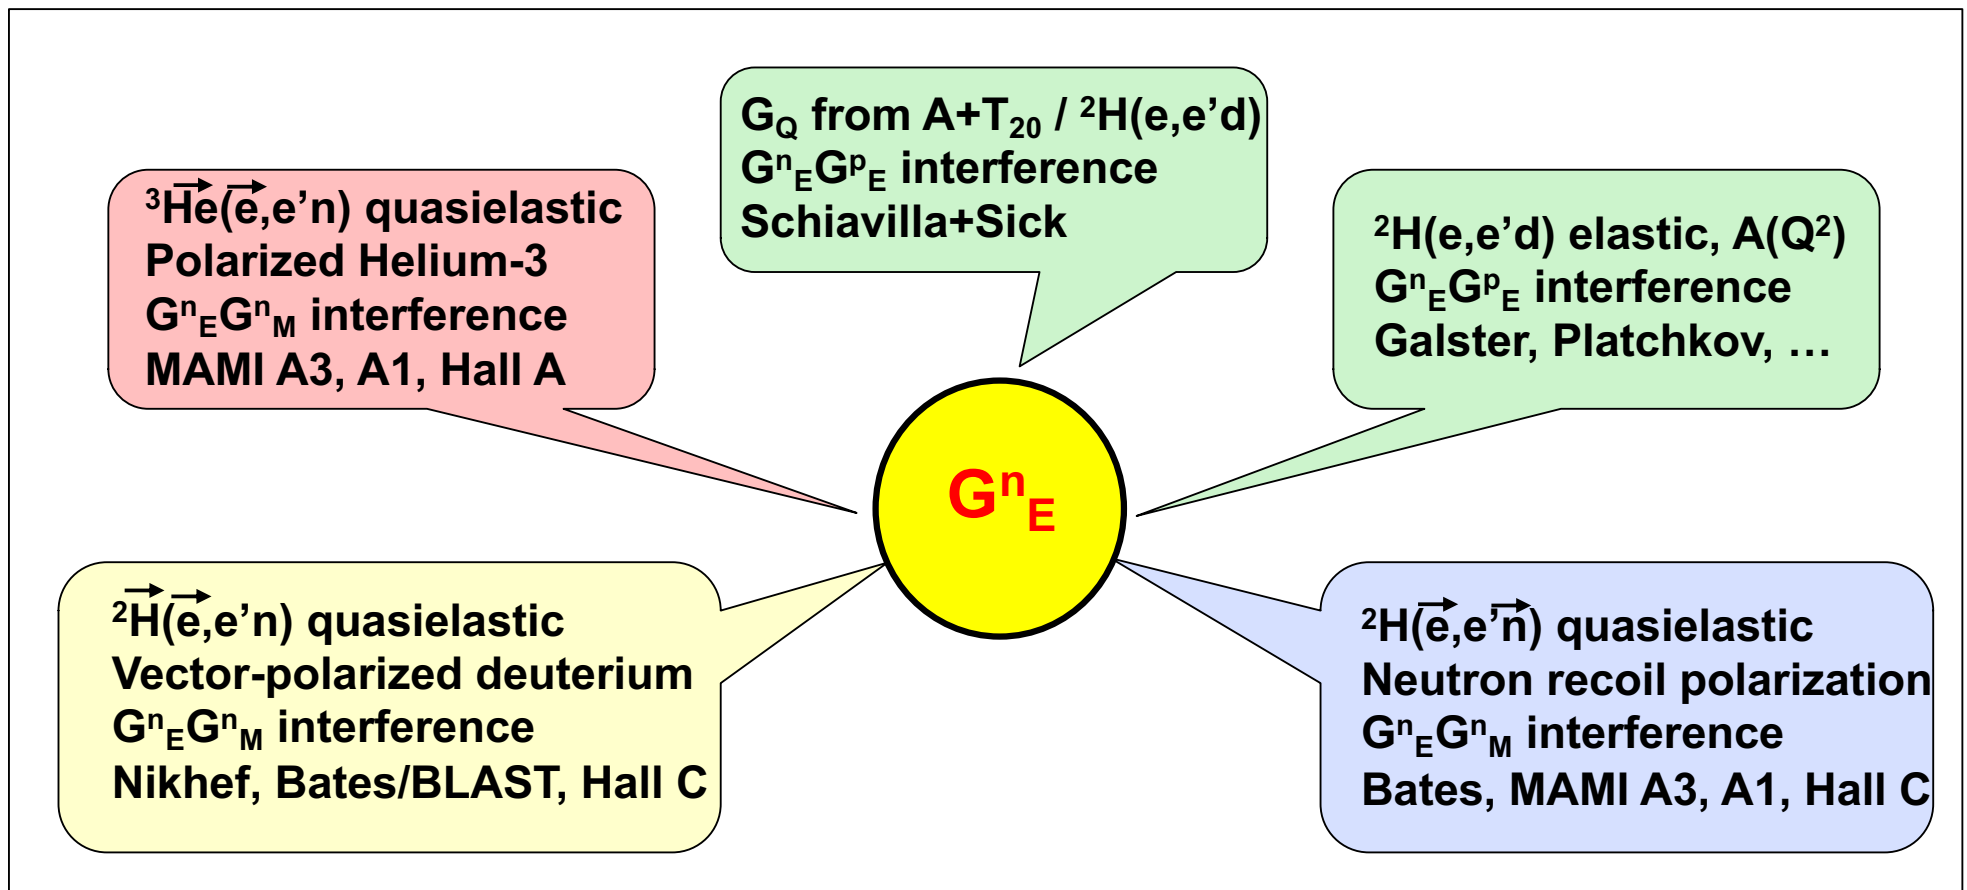 G_Q from A+T₂₀ / ²H(e,e’d)
GⁿEGᵖE interference
Schiavilla+Sick
³He(e,e’n) quasielastic
Polarized Helium-3
GⁿEGⁿM interference
MAMI A3, A1, Hall A
²H(e,e’d) elastic, A(Q²)
GⁿEGᵖE interference
Galster, Platchkov, …
GⁿE
²H(e,e’n) quasielastic
Vector-polarized deuterium
GⁿEGⁿM interference
Nikhef, Bates/BLAST, Hall C
²H(e,e’n) quasielastic
Neutron recoil polarization
GⁿEGⁿM interference
Bates, MAMI A3, A1, Hall C